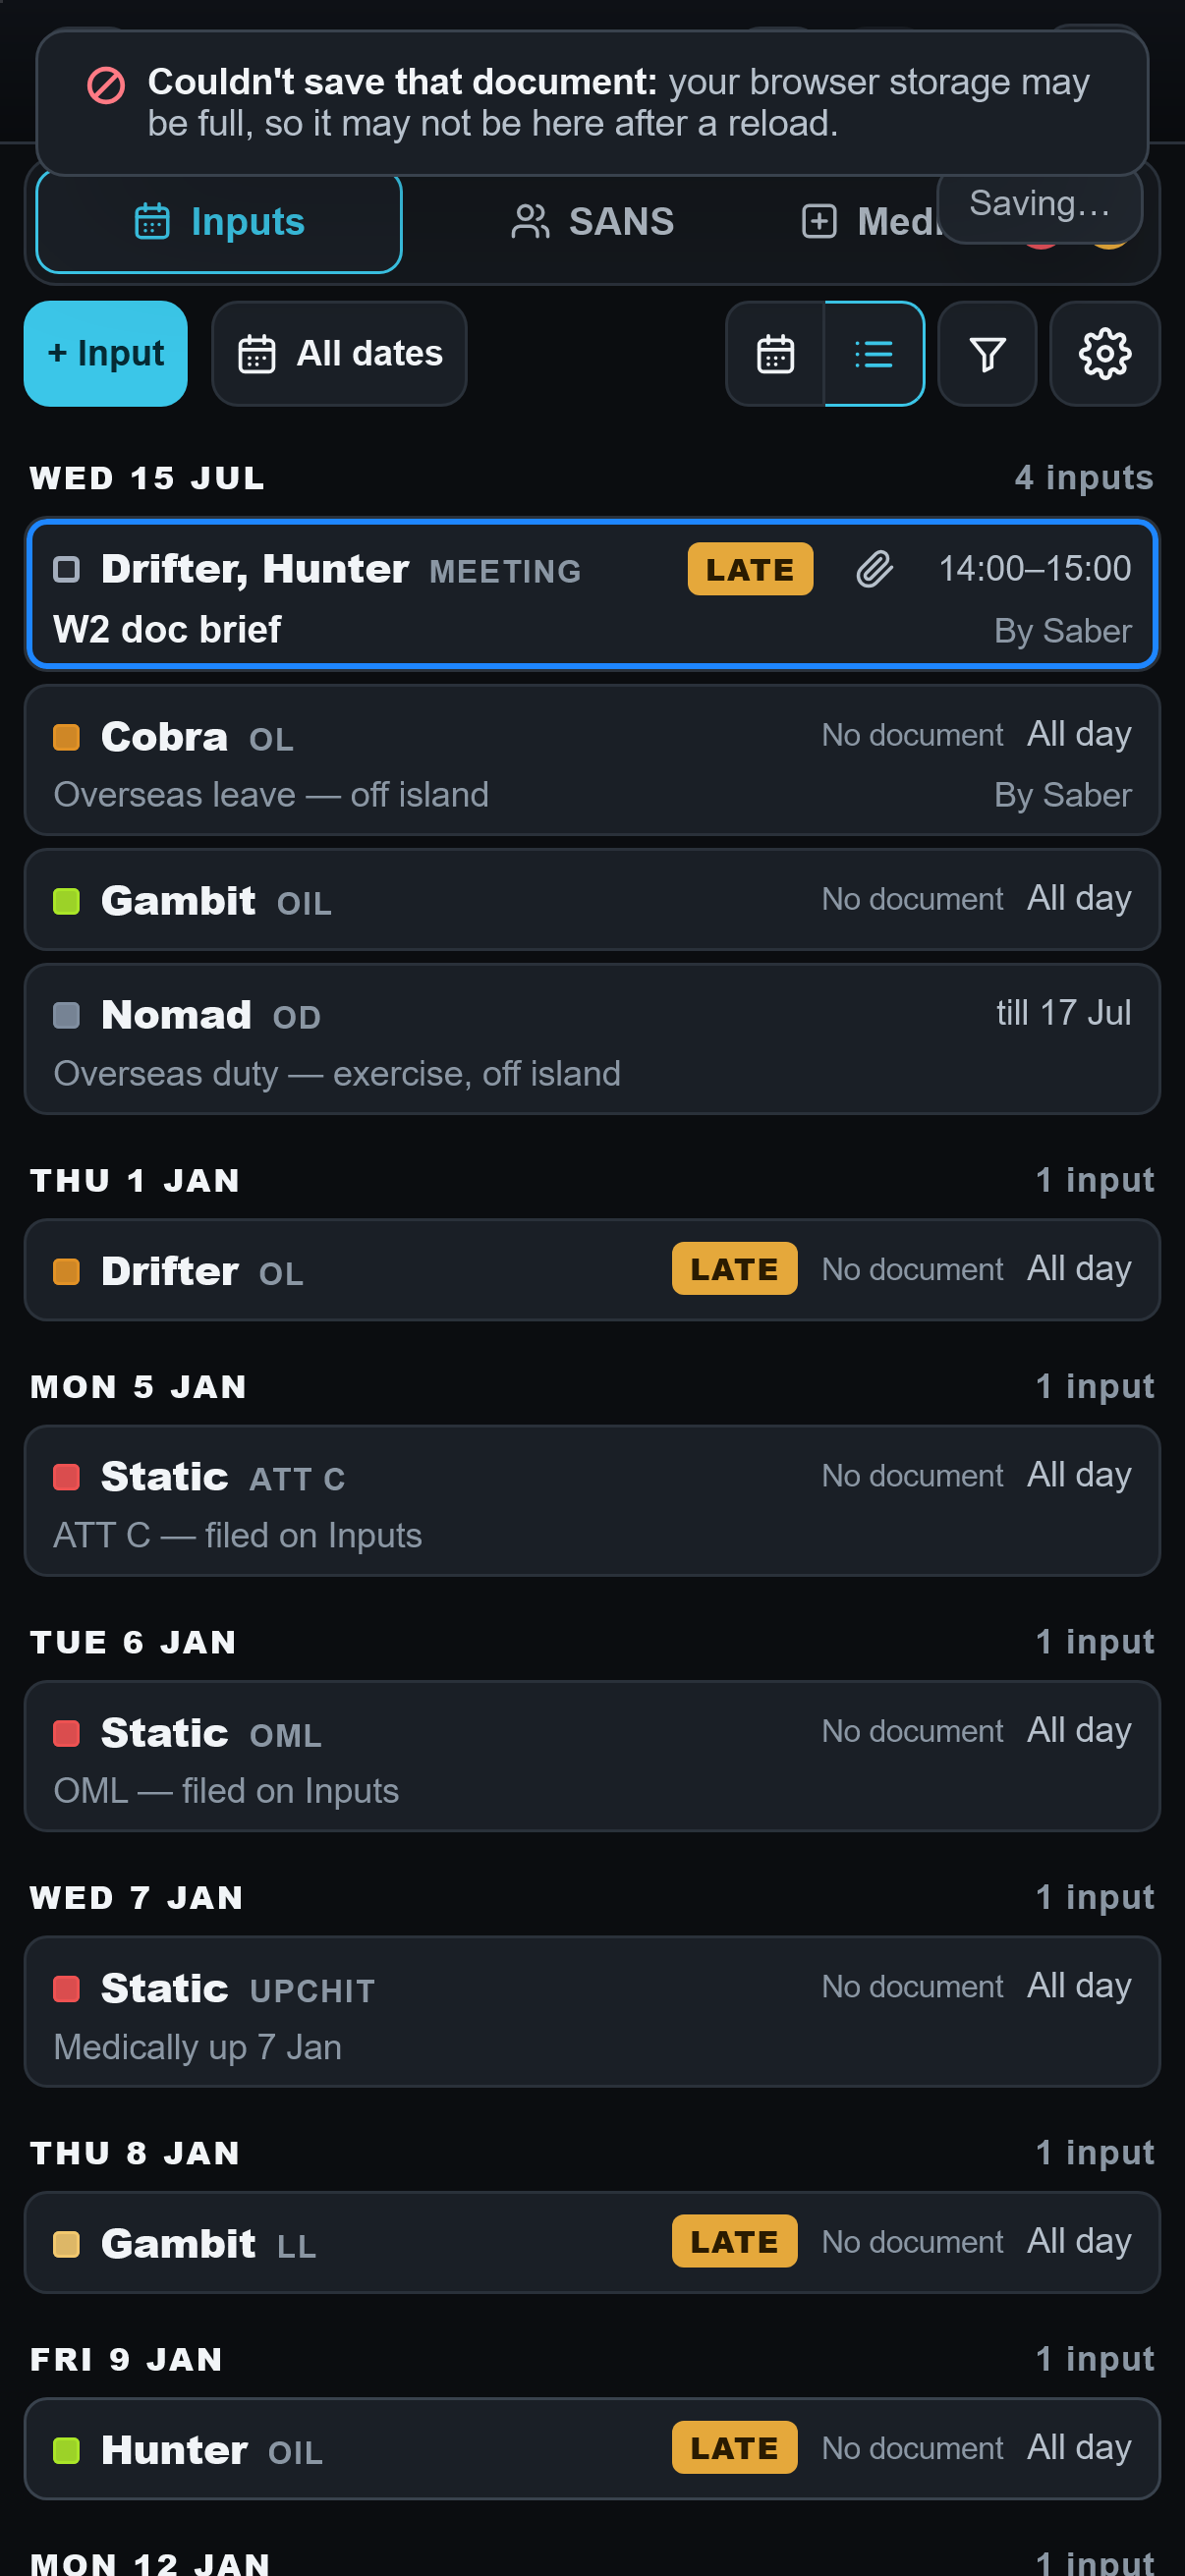 Couldn't save that document: your browser storage may
be full, so it may not be here after a reload.
Saving...
Inputs
SANS
+ Input
All dates
WED 15 JUL
4 inputs
Drifter, Hunter MEETING LATE 14:00–15:00
W2 doc brief By Saber
Cobra OL No document All day
Overseas leave — off island By Saber
Gambit OIL No document All day
Nomad OD till 17 Jul
Overseas duty — exercise, off island
THU 1 JAN 1 input
Drifter OL LATE No document All day
MON 5 JAN 1 input
Static ATT C No document All day
ATT C — filed on Inputs
TUE 6 JAN 1 input
Static OML No document All day
OML — filed on Inputs
WED 7 JAN 1 input
Static UPCHIT No document All day
Medically up 7 Jan
THU 8 JAN 1 input
Gambit LL LATE No document All day
FRI 9 JAN 1 input
Hunter OIL LATE No document All day
MON 12 JAN 1 input